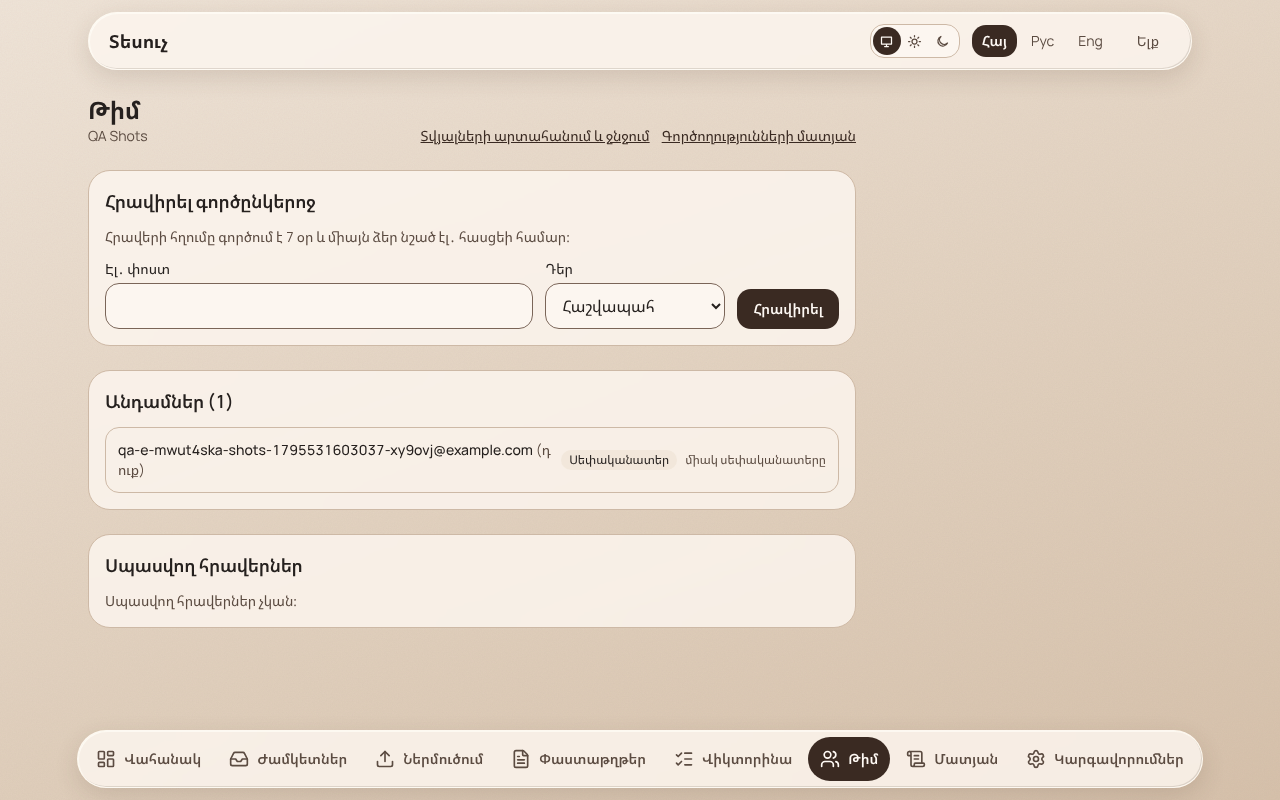 Տեսուչ
Հայ Рус Eng Ելք
Թիմ
QA Shots
Տվյալների արտահանում և ջնջում Գործողությունների մատյան
Հրավիրել գործընկերոջ
Հրավերի հղումը գործում է 7 օր և միայն ձեր նշած էլ․ հասցեի համար։
Էլ․ փոստ
Դեր
Հաշվապահ
Հրավիրել
Անդամներ (1)
qa-e-mwut4ska-shots-1795531603037-xy9ovj@example.com (դ
ուք)
Սեփականատեր միակ սեփականատերը
Սպասվող հրավերներ
Սպասվող հրավերներ չկան։
Վահանակ Ժամկետներ Ներմուծում Փաստաթղթեր Վիկտորինա Թիմ Մատյան Կարգավորումներ